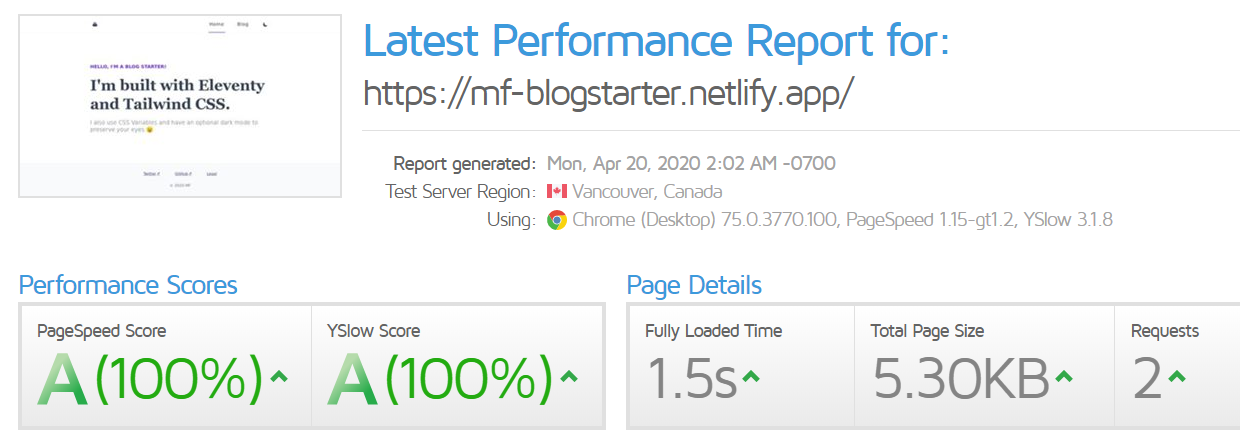 Home Blog
HELLO, I'M A BLOG STARTER!
I'm built with Eleventy
and Tailwind CSS.
I also use CSS Variables and have an optional dark mode to
preserve your eyes 😉
Twitter GitHub Lead
© 2020 MF
Latest Performance Report for:
https://mf-blogstarter.netlify.app/
Report generated: Mon, Apr 20, 2020 2:02 AM -0700
Test Server Region: Vancouver, Canada
Using: Chrome (Desktop) 75.0.3770.100, PageSpeed 1.15-gt1.2, YSlow 3.1.8
Performance Scores
PageSpeed Score
A (100%)
YSlow Score
A (100%)
Page Details
Fully Loaded Time
1.5s
Total Page Size
5.30KB
Requests
2